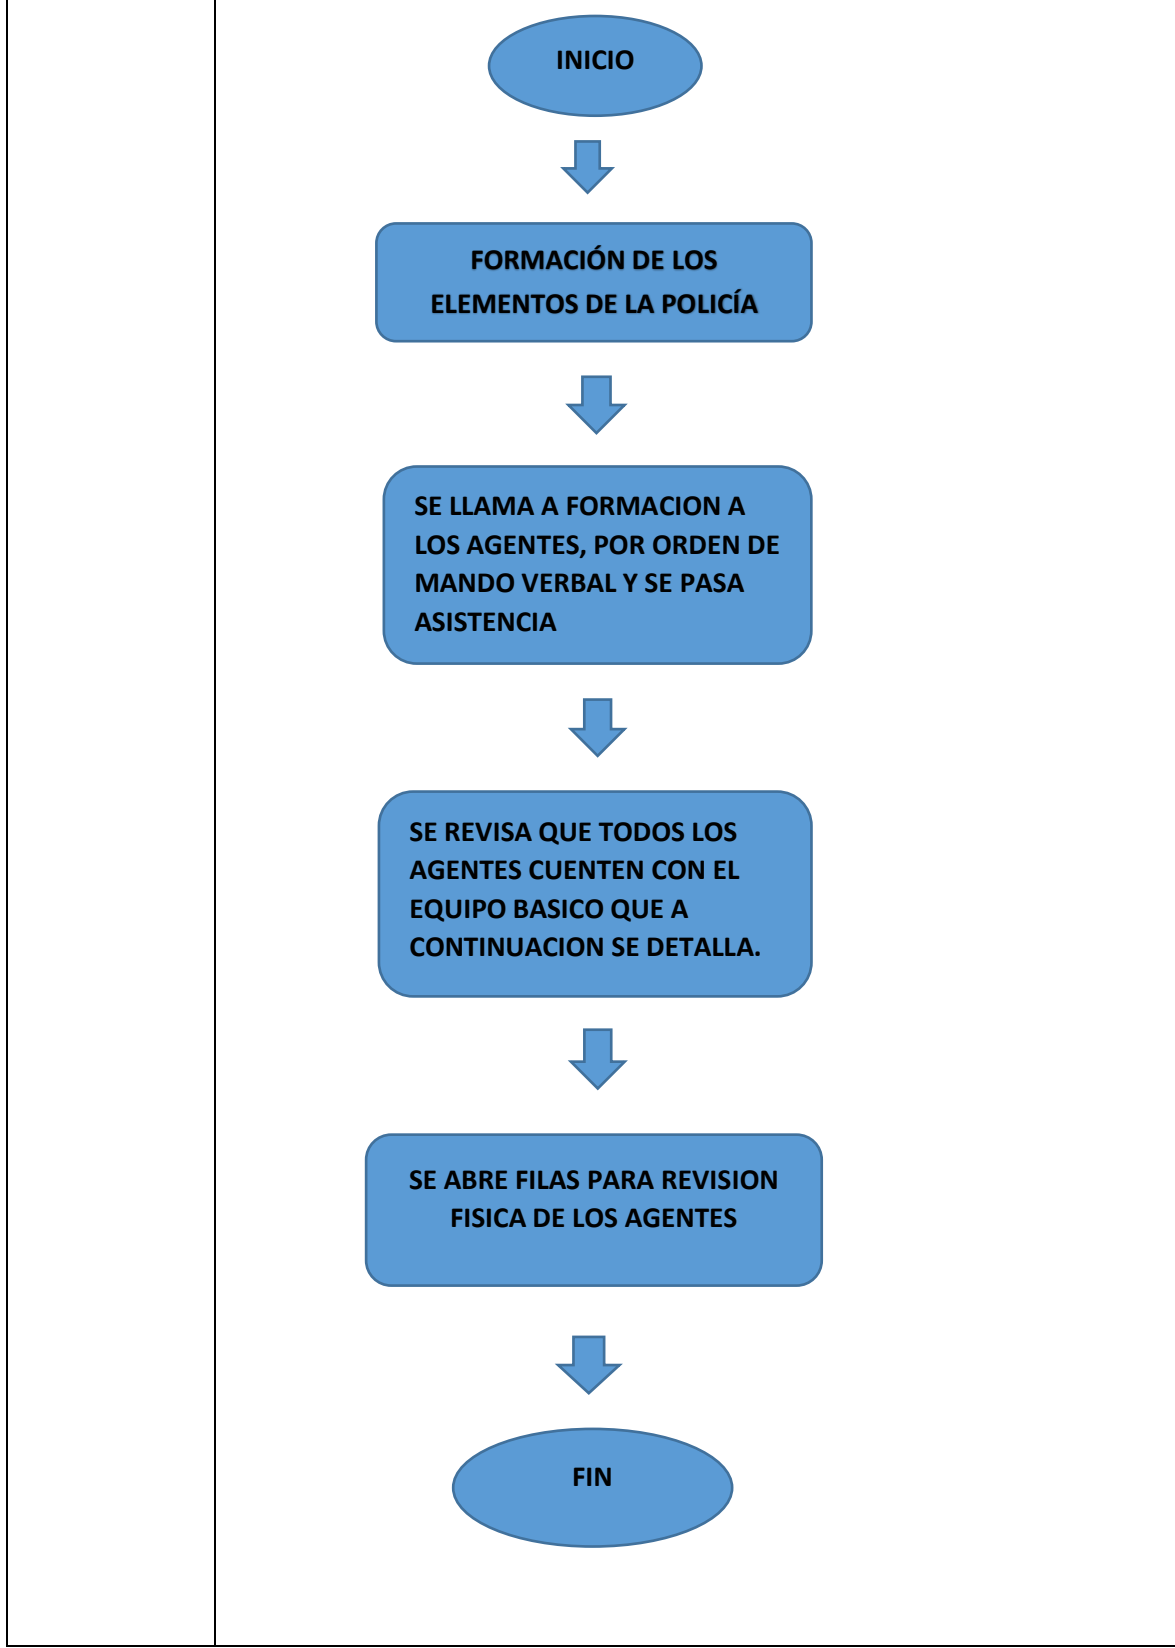 INICIO
FORMACIÓN DE LOS
ELEMENTOS DE LA POLICÍA
SE LLAMA A FORMACION A
LOS AGENTES, POR ORDEN DE
MANDO VERBAL Y SE PASA
ASISTENCIA
SE REVISA QUE TODOS LOS
AGENTES CUENTEN CON EL
EQUIPO BASICO QUE A
CONTINUACION SE DETALLA.
SE ABRE FILAS PARA REVISION
FISICA DE LOS AGENTES
FIN